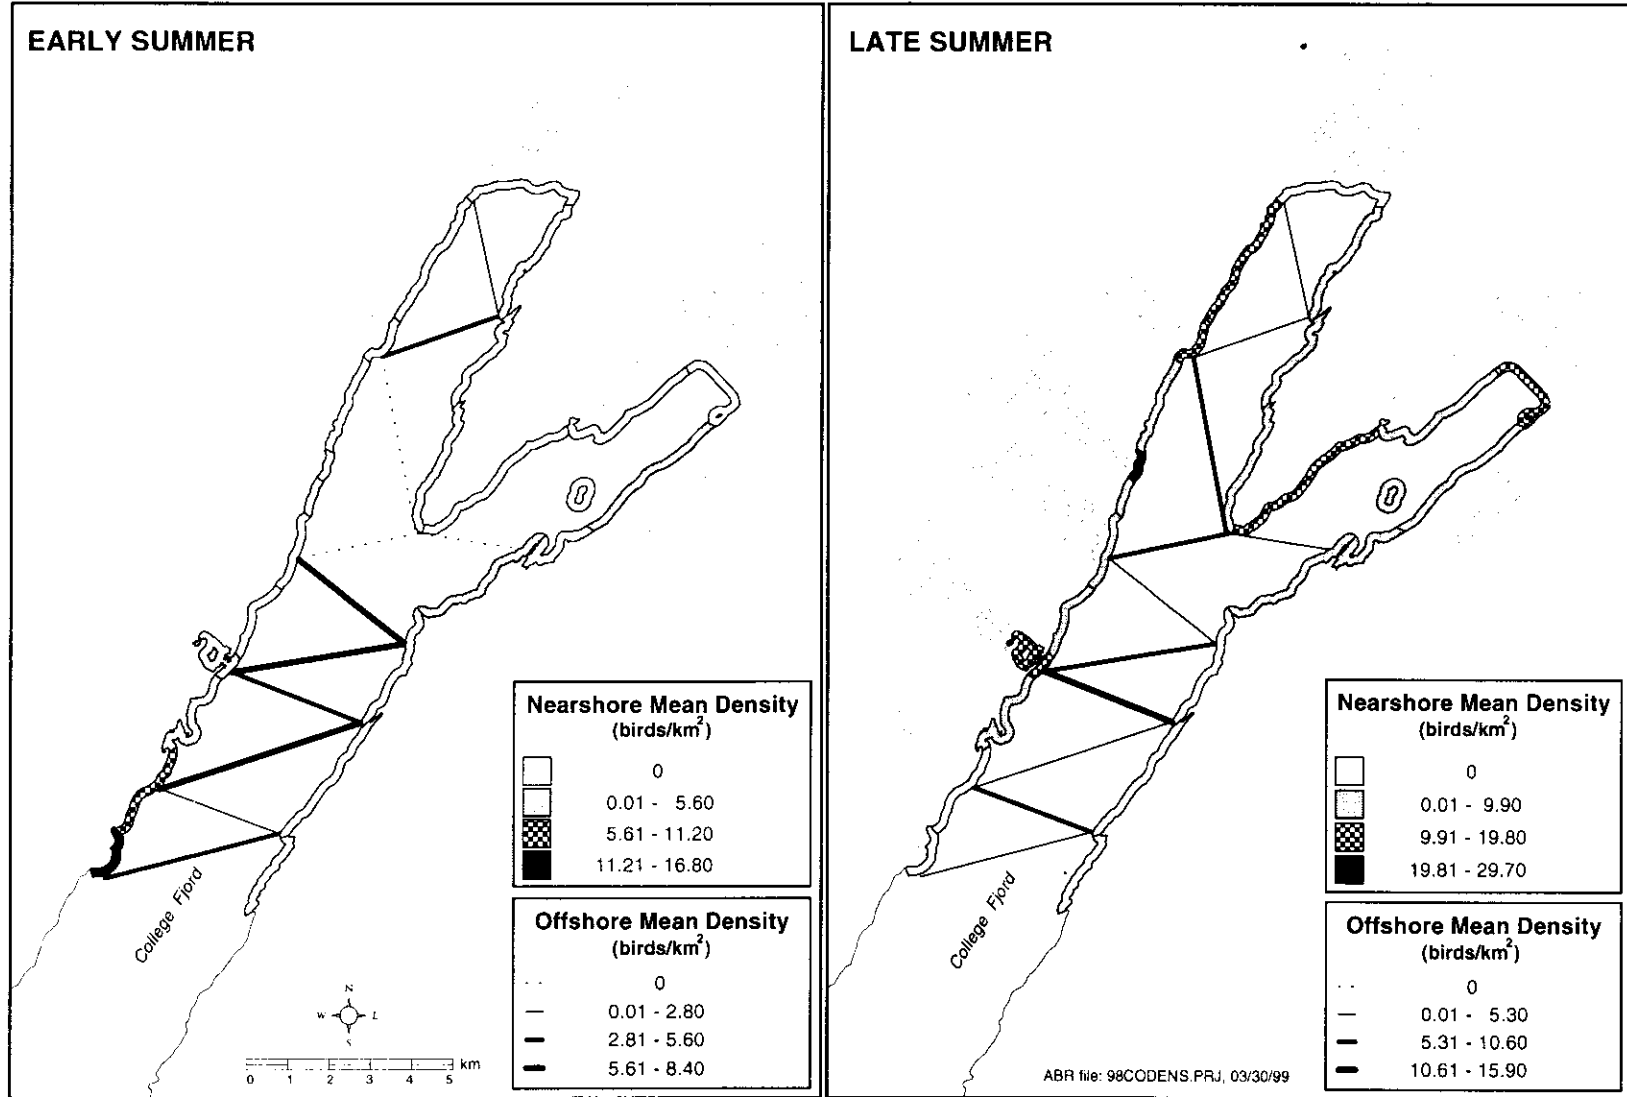 EARLY SUMMER
Nearshore Mean Density
(birds/km²)
0
0.01 - 5.60
5.61 - 11.20
11.21 - 16.80
Offshore Mean Density
(birds/km²)
0
0.01 - 2.80
2.81 - 5.60
5.61 - 8.40
College Fjord
N
W L
S
0 1 2 3 4 5 km
LATE SUMMER
Nearshore Mean Density
(birds/km²)
0
0.01 - 9.90
9.91 - 19.80
19.81 - 29.70
Offshore Mean Density
(birds/km²)
0
0.01 - 5.30
5.31 - 10.60
10.61 - 15.90
College Fjord
ABR file: 98CODENS.PRJ, 03/30/99